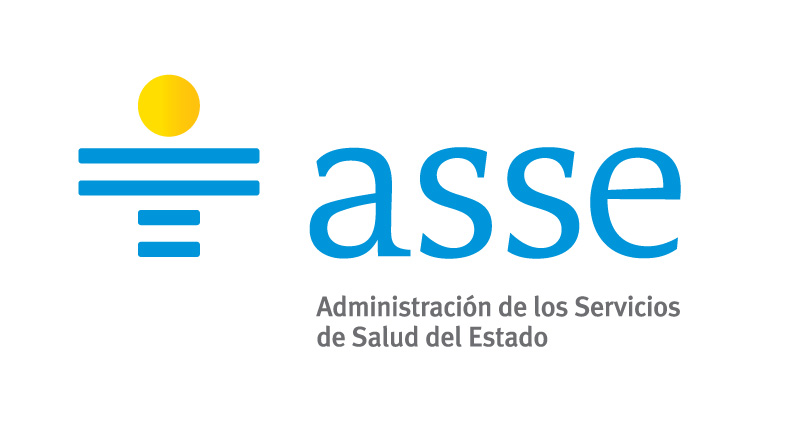 asse
Administración de los Servicios
de Salud del Estado